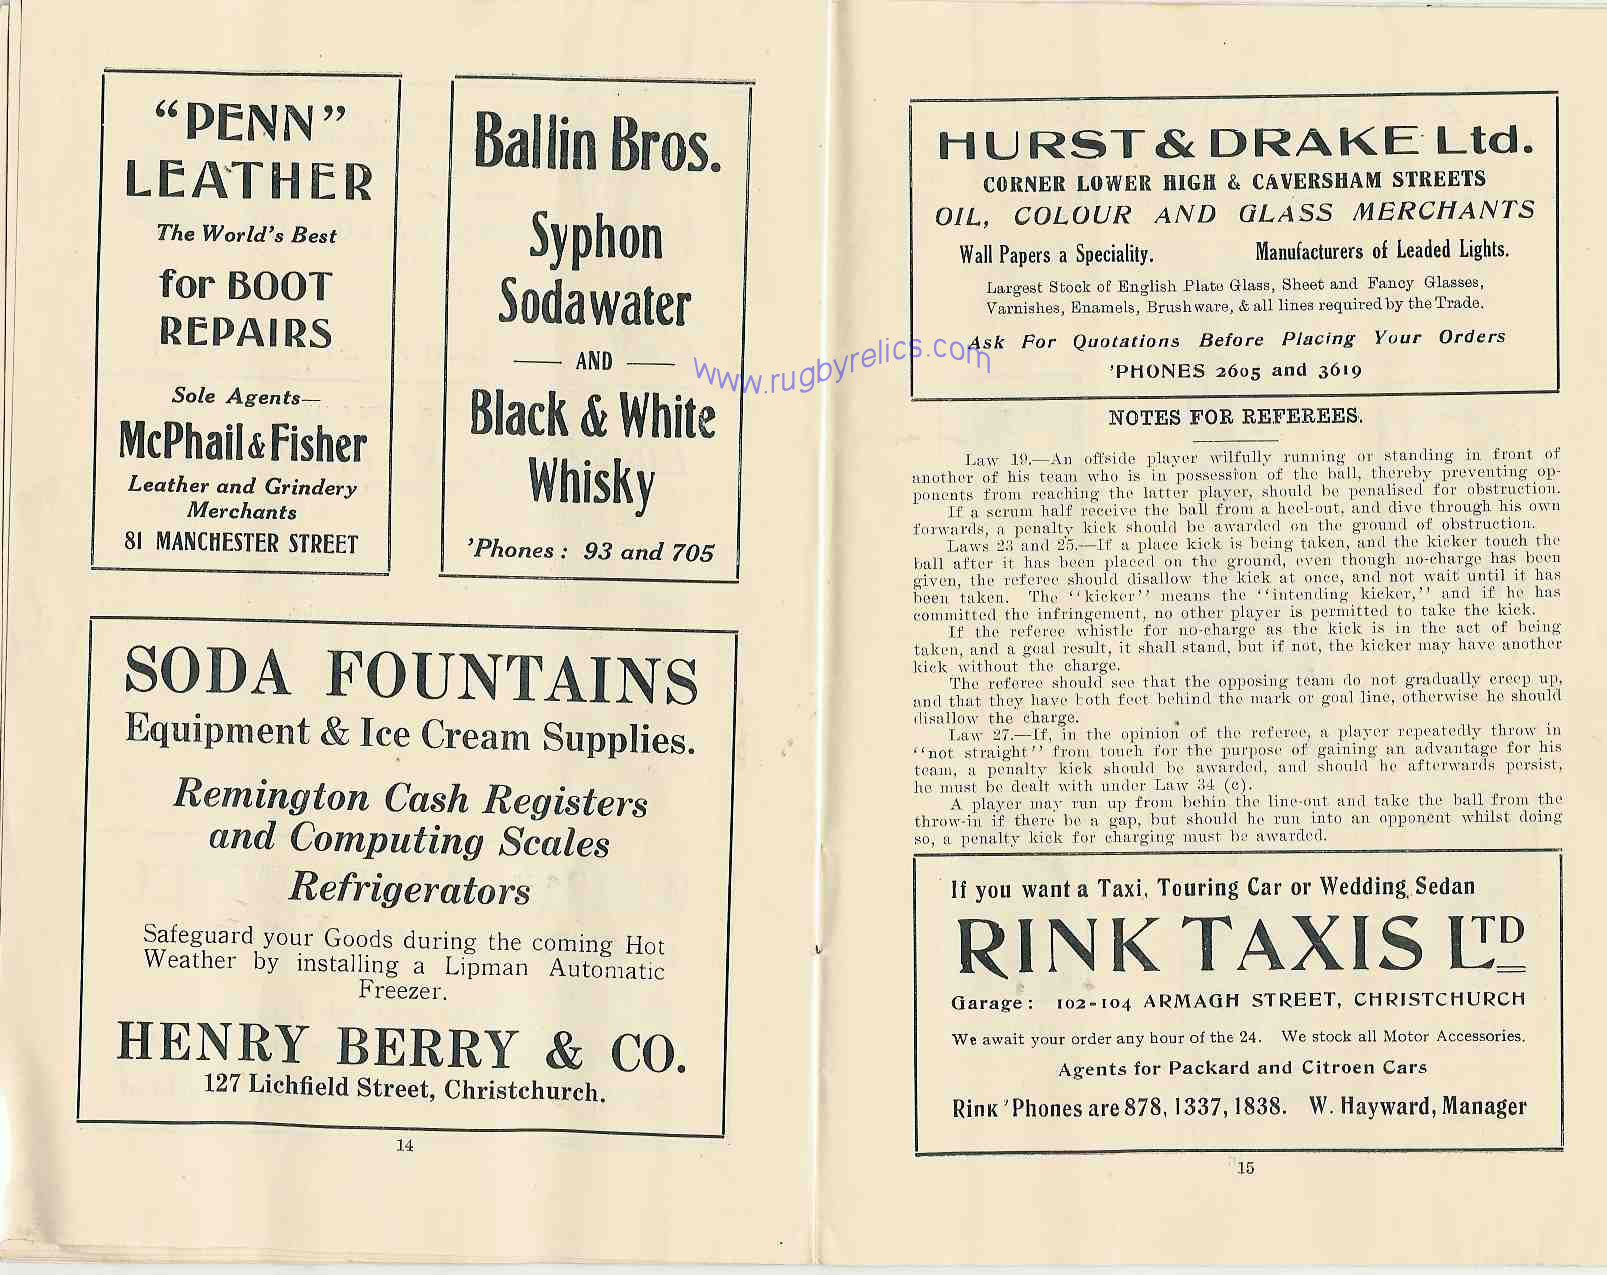 "PENN"
LEATHER
The World's Best
for BOOT
REPAIRS
Sole Agents—
McPhail & Fisher
Leather and Grindery
Merchants
81 MANCHESTER STREET
Ballin Bros.
Syphon
Sodawater
— AND —
Black & White
Whisky
'Phones : 93 and 705
SODA FOUNTAINS
Equipment & Ice Cream Supplies.
Remington Cash Registers
and Computing Scales
Refrigerators
Safeguard your Goods during the coming Hot
Weather by installing a Lipman Automatic
Freezer.
HENRY BERRY & CO.
127 Lichfield Street, Christchurch.
14
www.rugbyrelics.com
HURST & DRAKE Ltd.
CORNER LOWER HIGH & CAVERSHAM STREETS
OIL, COLOUR AND GLASS MERCHANTS
Wall Papers a Speciality. Manufacturers of Leaded Lights.
Largest Stock of English Plate Glass, Sheet and Fancy Glasses,
Varnishes, Enamels, Brushware, & all lines required by the Trade.
Ask For Quotations Before Placing Your Orders
'PHONES 2605 and 3619
NOTES FOR REFEREES.
Law 19.—An offside player wilfully running or standing in front of
another of his team who is in possession of the ball, thereby preventing op-
ponents from reaching the latter player, should be penalised for obstruction.
If a scrum half receive the ball from a heel-out, and dive through his own
forwards, a penalty kick should be awarded on the ground of obstruction.
Laws 23 and 25.—If a place kick is being taken, and the kicker touch the
ball after it has been placed on the ground, even though no-charge has been
given, the referee should disallow the kick at once, and not wait until it has
been taken. The "kicker" means the "intending kicker," and if he has
committed the infringement, no other player is permitted to take the kick.
If the referee whistle for no-charge as the kick is in the act of being
taken, and a goal result, it shall stand, but if not, the kicker may have another
kick without the charge.
The referee should see that the opposing team do not gradually creep up,
and that they have both feet behind the mark or goal line, otherwise he should
disallow the charge.
Law 27.—If, in the opinion of the referee, a player repeatedly throw in
"not straight" from touch for the purpose of gaining an advantage for his
team, a penalty kick should be awarded, and should he afterwards persist,
he must be dealt with under Law 34 (c).
A player may run up from behin the line-out and take the ball from the
throw-in if there be a gap, but should he run into an opponent whilst doing
so, a penalty kick for charging must be awarded.
If you want a Taxi, Touring Car or Wedding Sedan
RINK TAXIS LTD
Garage : 102-104 ARMAGH STREET, CHRISTCHURCH
We await your order any hour of the 24. We stock all Motor Accessories.
Agents for Packard and Citroen Cars
Rink 'Phones are 878, 1337, 1838. W. Hayward, Manager
15